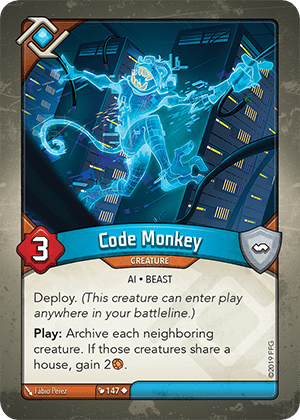 Code Monkey
CREATURE
3
AI • BEAST
Deploy. (This creature can enter play
anywhere in your battleline.)
Play: Archive each neighboring
creature. If those creatures share a
house, gain 2.
Fabio Perez
147
©2019 FFG